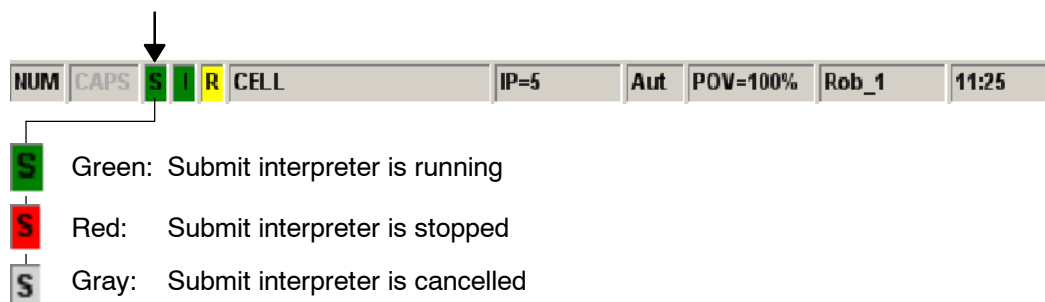 NUM CAPS S I R CELL IP=5 Aut POV=100% Rob_1 11:25
S Green: Submit interpreter is running
S Red: Submit interpreter is stopped
S Gray: Submit interpreter is cancelled